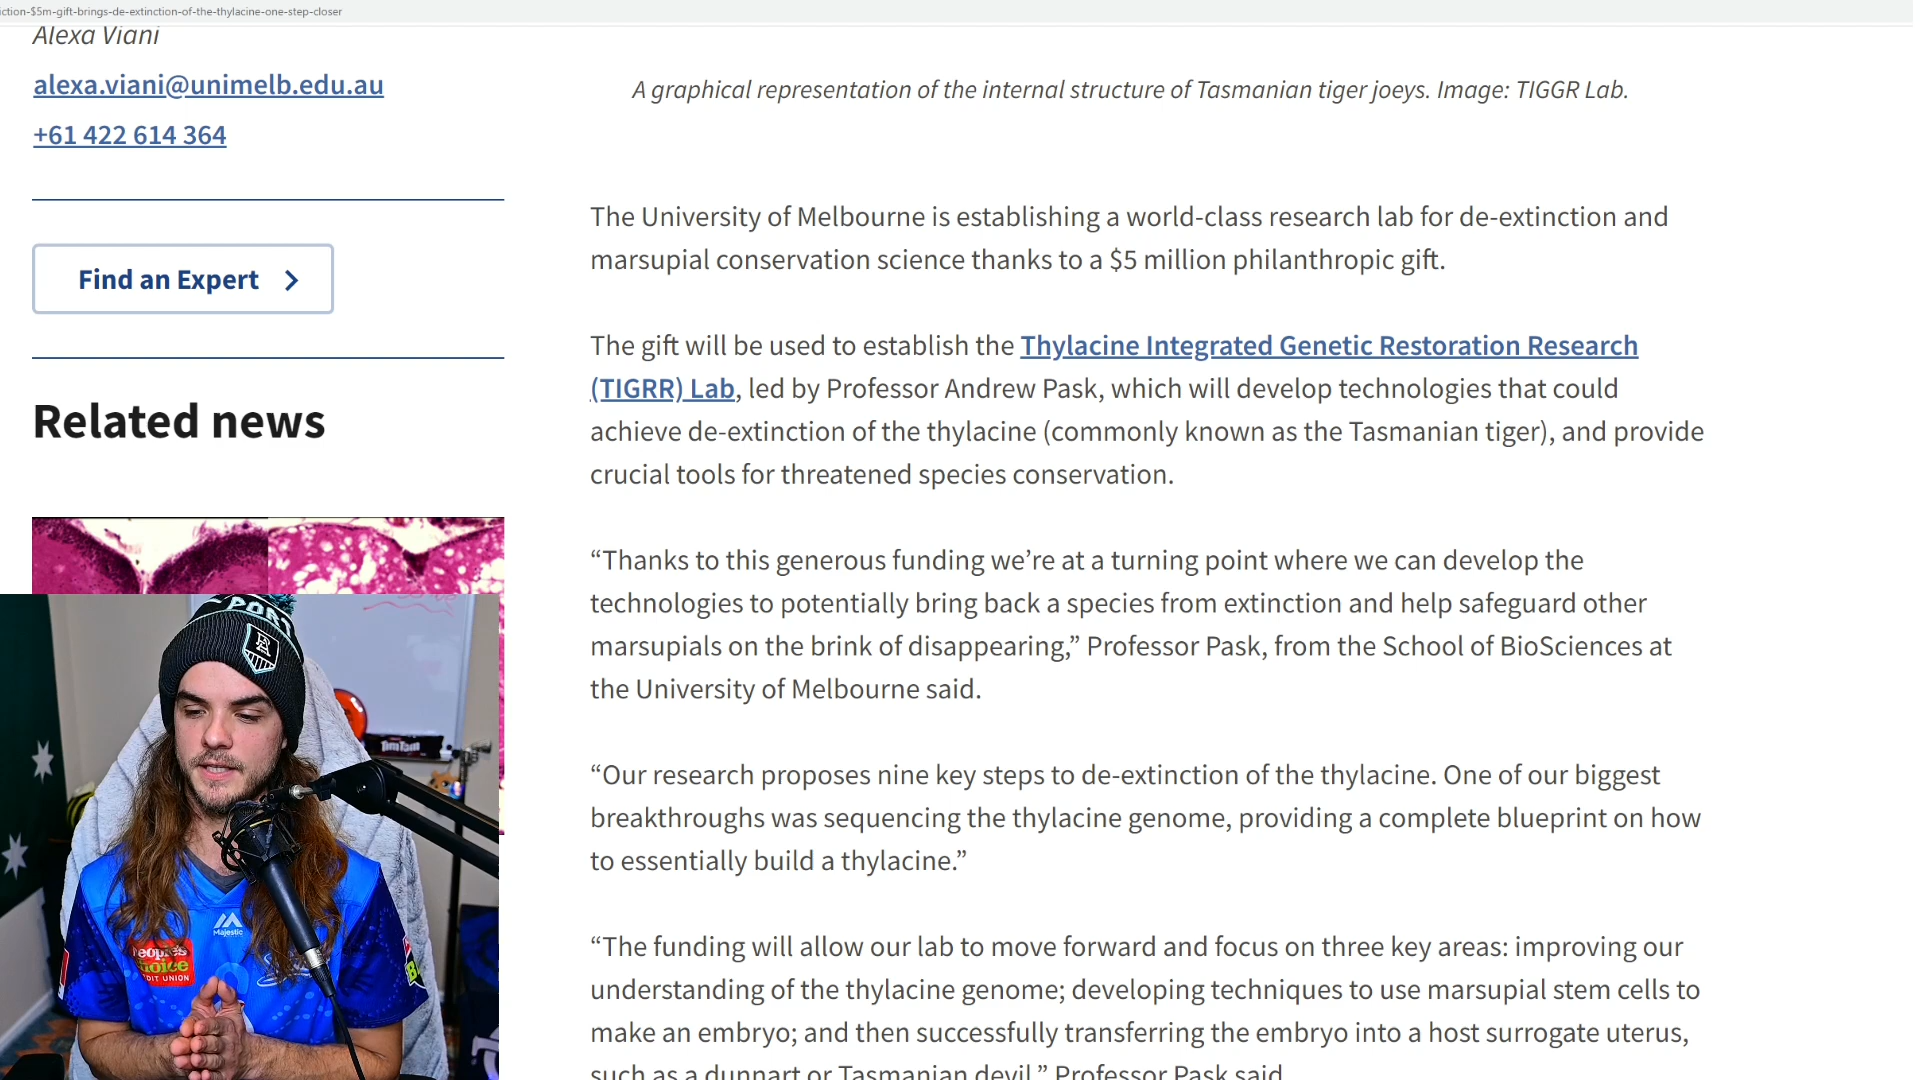 iction-$5m-gift-brings-de-extinction-of-the-thylacine-one-step-closer
Alexa Viani
alexa.viani@unimelb.edu.au
+61 422 614 364
Find an Expert
Related news
A graphical representation of the internal structure of Tasmanian tiger joeys. Image: TIGGR Lab.
The University of Melbourne is establishing a world-class research lab for de-extinction and
marsupial conservation science thanks to a $5 million philanthropic gift.
The gift will be used to establish the Thylacine Integrated Genetic Restoration Research
(TIGRR) Lab, led by Professor Andrew Pask, which will develop technologies that could
achieve de-extinction of the thylacine (commonly known as the Tasmanian tiger), and provide
crucial tools for threatened species conservation.
“Thanks to this generous funding we’re at a turning point where we can develop the
technologies to potentially bring back a species from extinction and help safeguard other
marsupials on the brink of disappearing,” Professor Pask, from the School of BioSciences at
the University of Melbourne said.
“Our research proposes nine key steps to de-extinction of the thylacine. One of our biggest
breakthroughs was sequencing the thylacine genome, providing a complete blueprint on how
to essentially build a thylacine.”
“The funding will allow our lab to move forward and focus on three key areas: improving our
understanding of the thylacine genome; developing techniques to use marsupial stem cells to
make an embryo; and then successfully transferring the embryo into a host surrogate uterus,
such as a dunnart or Tasmanian devil,” Professor Pask said.
PORT
TimTam
Majestic
eoples
hoice
DIT UNION